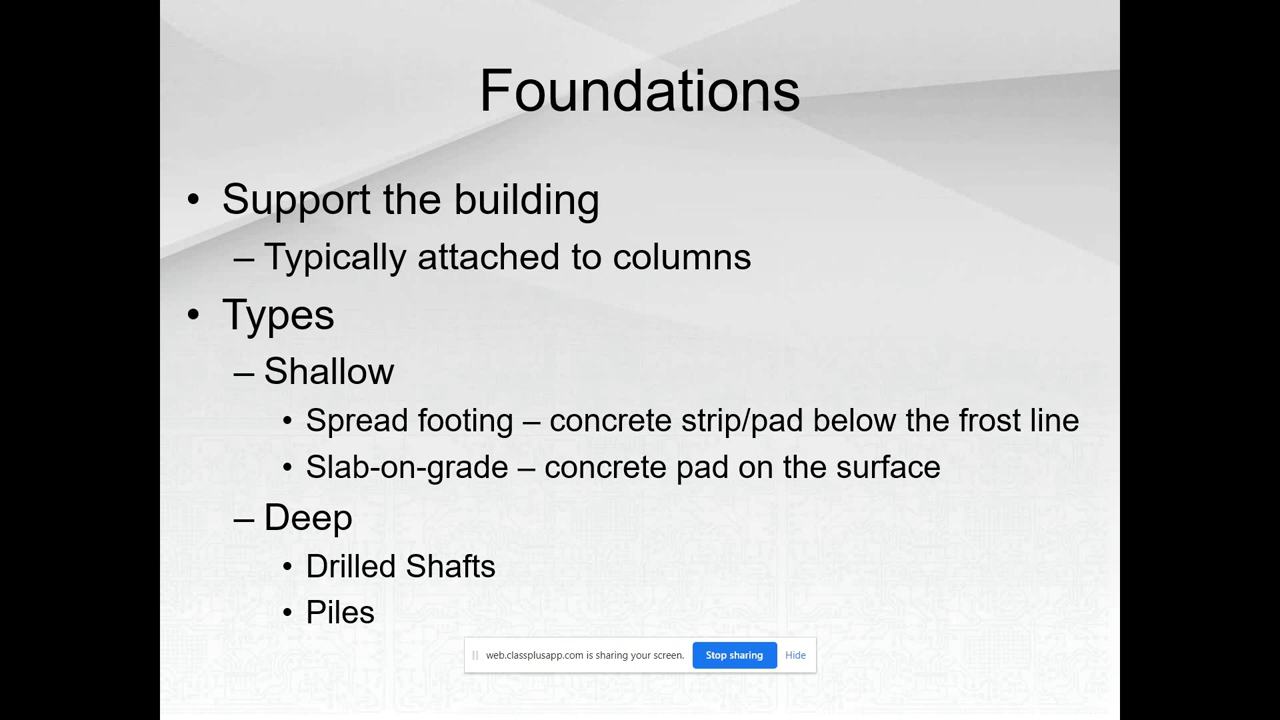 Foundations
• Support the building
– Typically attached to columns
• Types
– Shallow
• Spread footing – concrete strip/pad below the frost line
• Slab-on-grade – concrete pad on the surface
– Deep
• Drilled Shafts
• Piles
web.classplusapp.com is sharing your screen. Stop sharing Hide